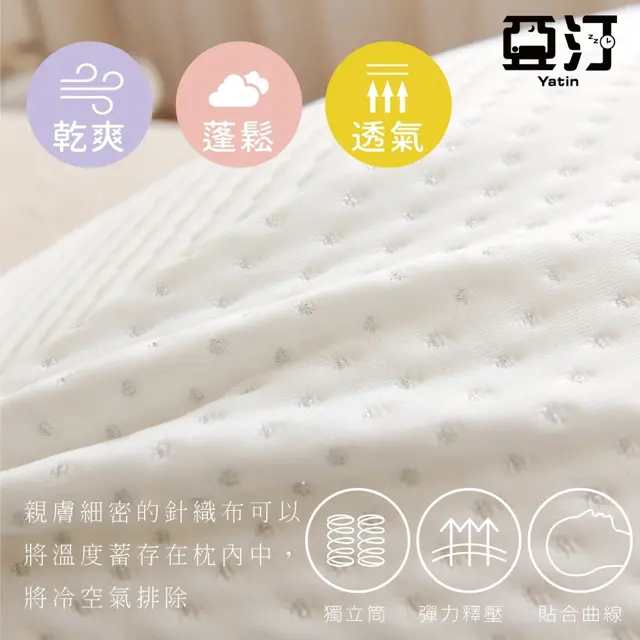 亞汀
Yatin
乾爽
蓬鬆
透氣
親膚細密的針織布可以
將溫度蓄存在枕內中，
將冷空氣排除
獨立筒
彈力釋壓
貼合曲線